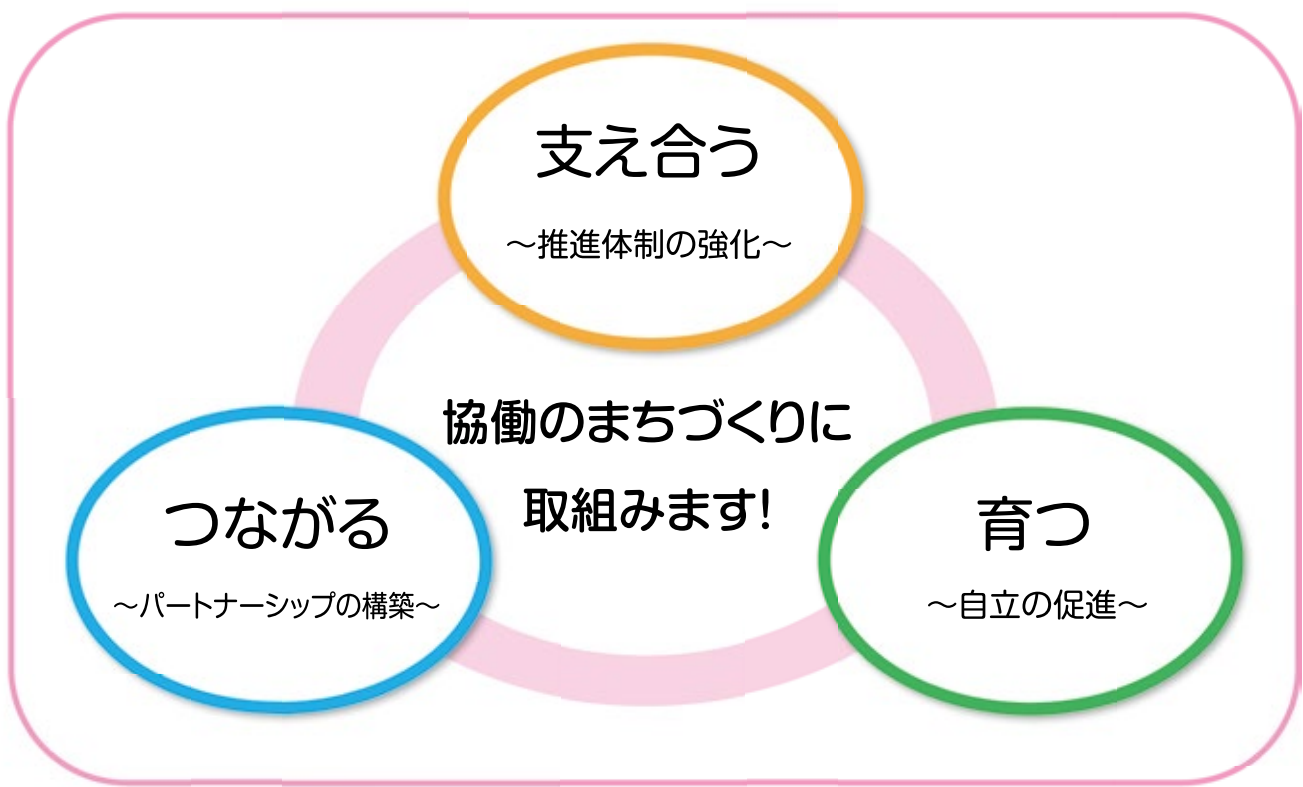 支え合う
～推進体制の強化～
協働のまちづくりに
取組みます!
つながる
～パートナーシップの構築～
育つ
～自立の促進～